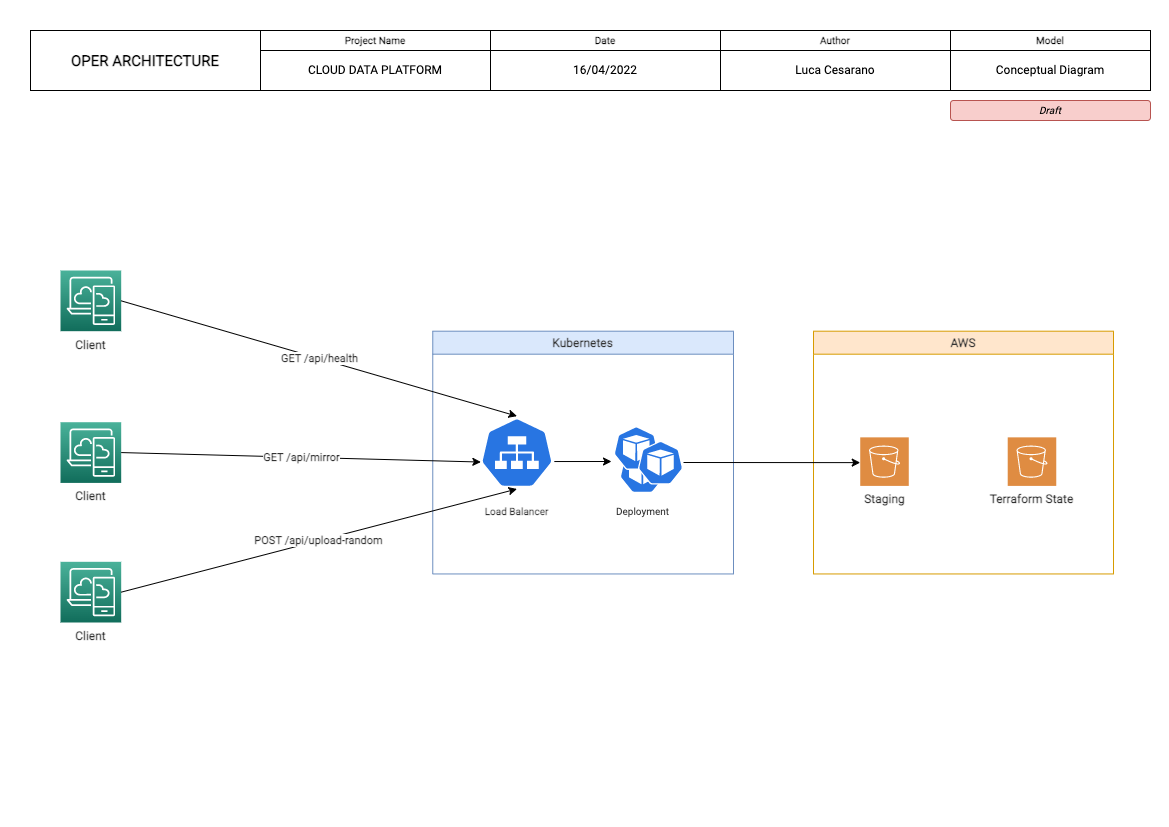 OPER ARCHITECTURE
Project Name
CLOUD DATA PLATFORM
Date
16/04/2022
Author
Luca Cesarano
Model
Conceptual Diagram
Draft
Client
GET /api/health
Client
GET /api/mirror
Client
POST /api/upload-random
Kubernetes
Load Balancer
Deployment
AWS
Staging
Terraform State